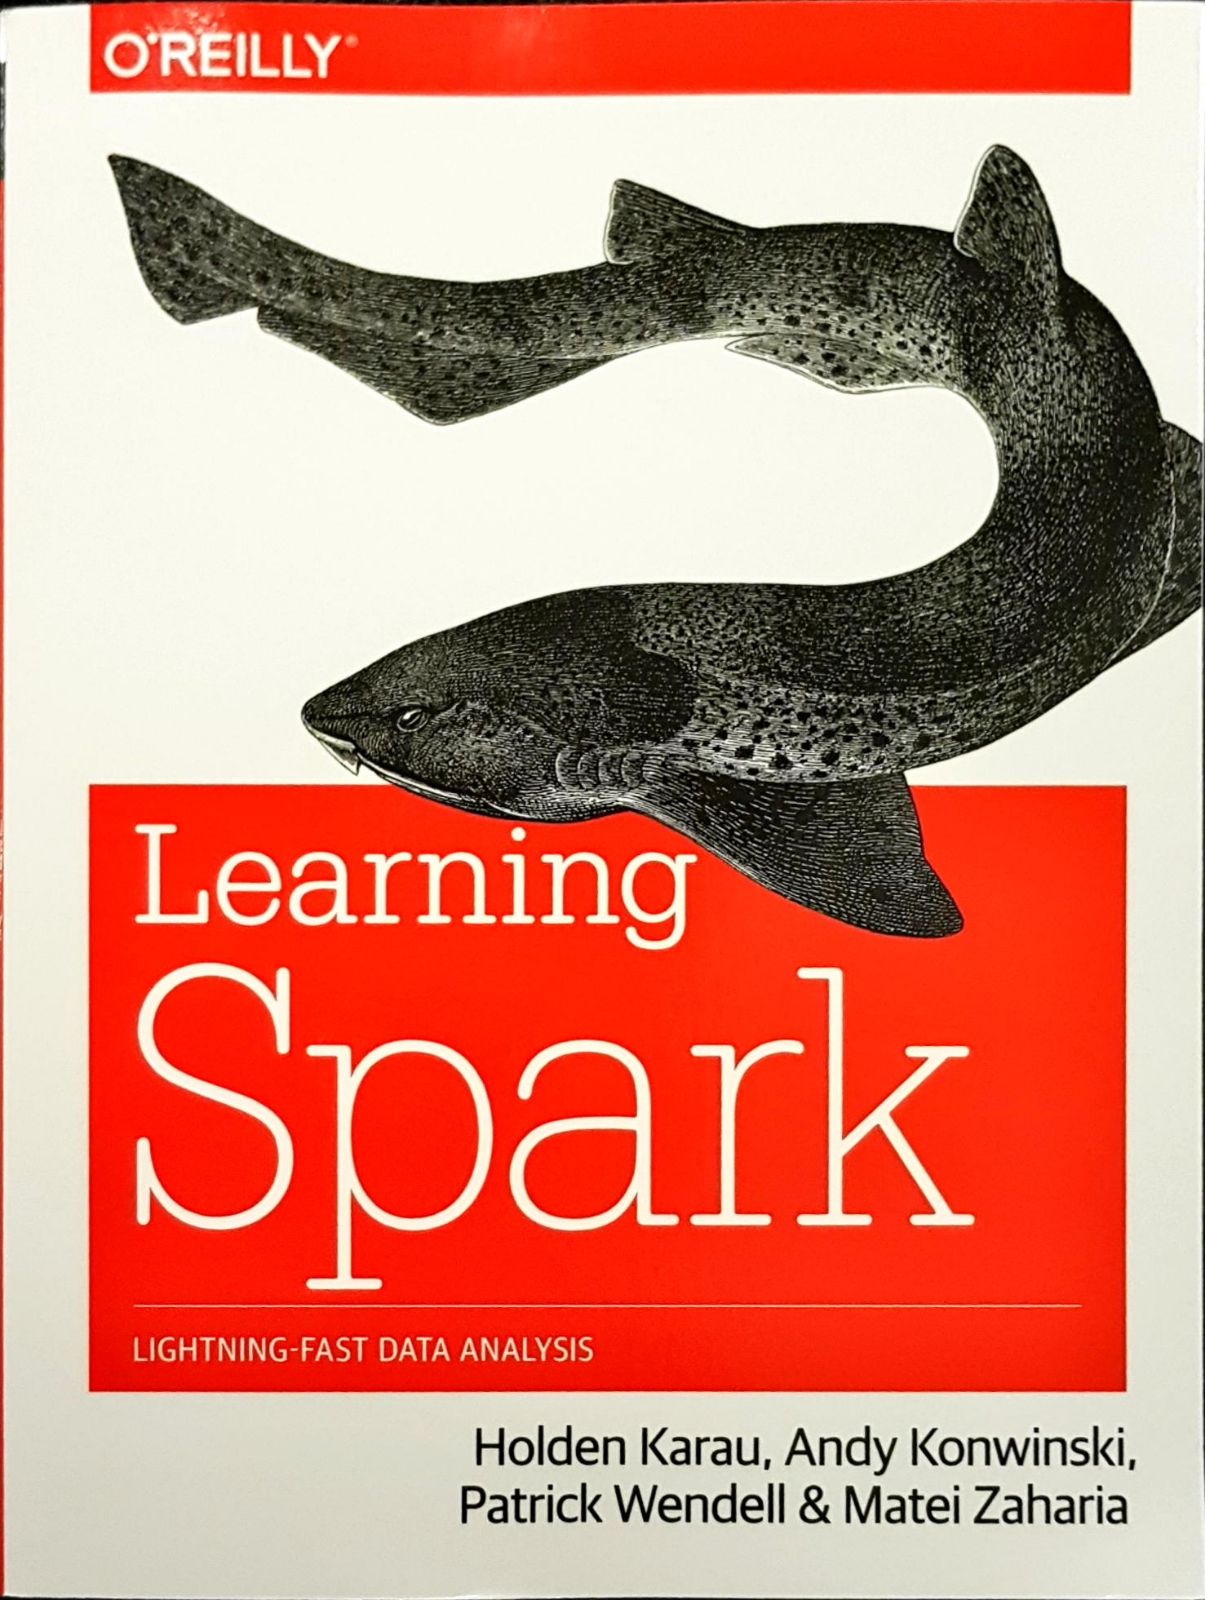 O'REILLY®
Learning
Spark
LIGHTNING-FAST DATA ANALYSIS
Holden Karau, Andy Konwinski,
Patrick Wendell & Matei Zaharia